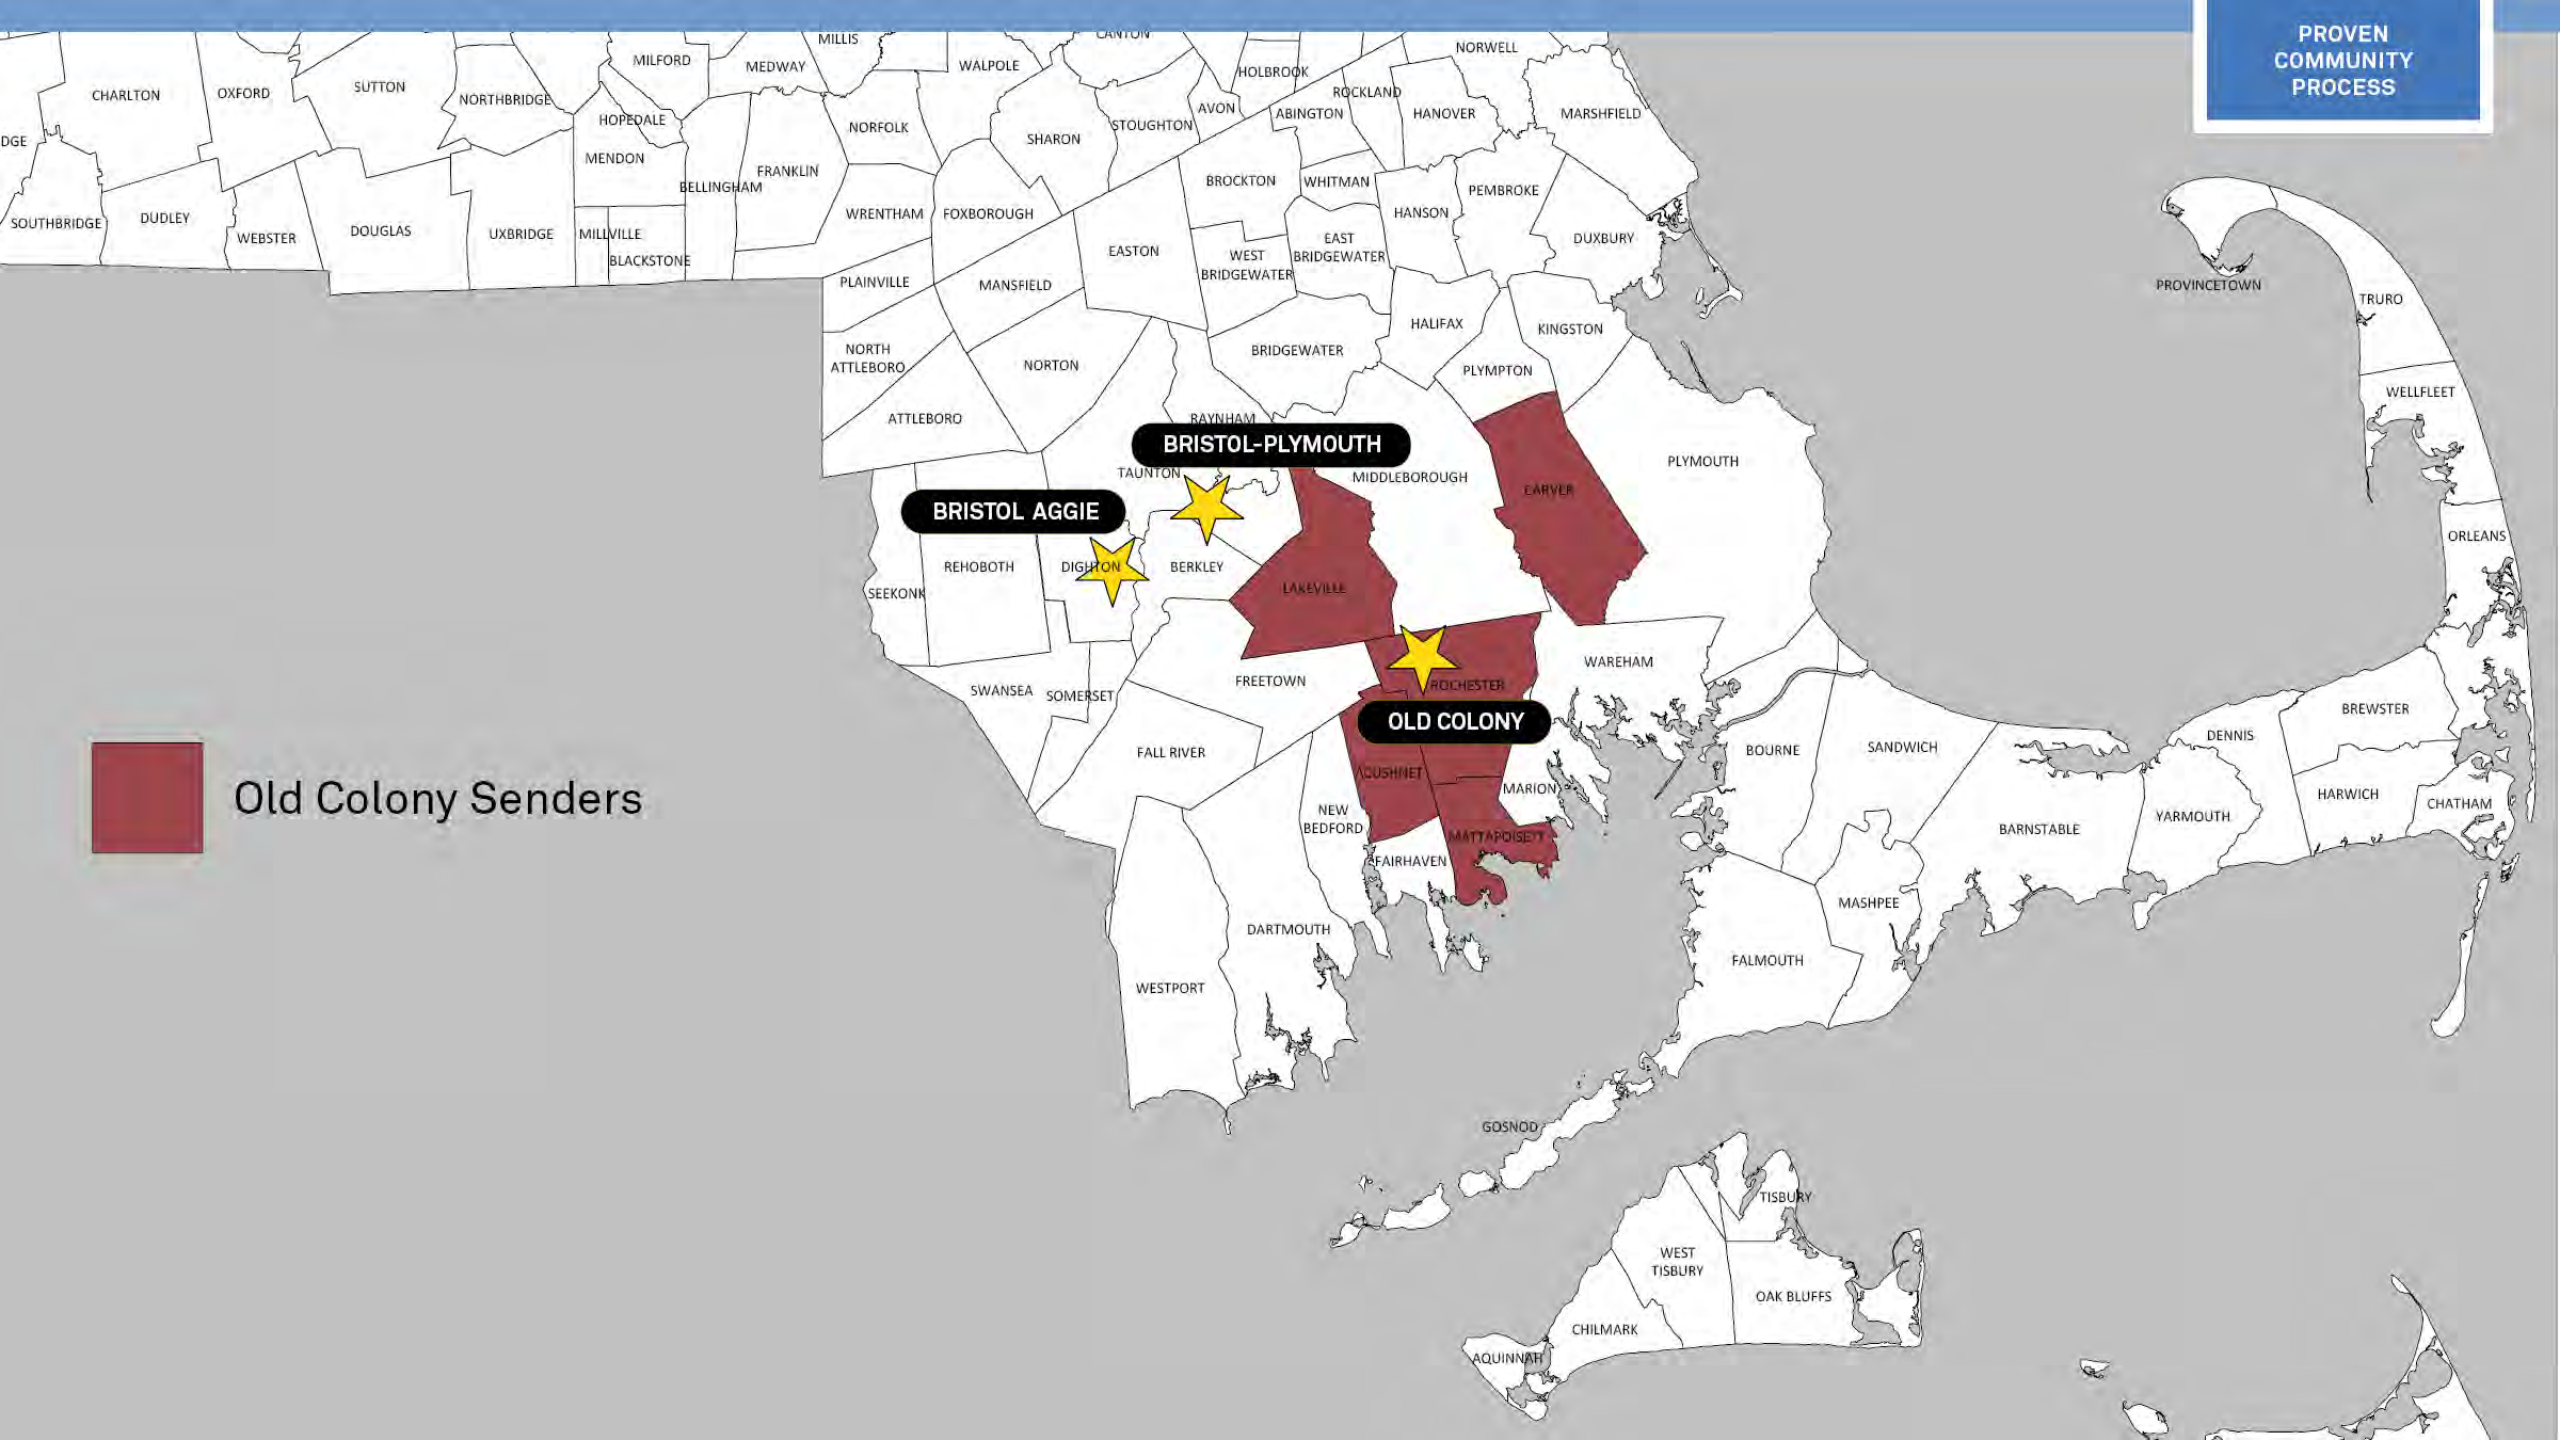 PROVEN
COMMUNITY
PROCESS
MILLIS
CANTON
NORWELL
MILFORD
MEDWAY
WALPOLE
HOLBROOK
ROCKLAND
CHARLTON
OXFORD
SUTTON
NORTHBRIDGE
HOPEDALE
NORFOLK
SHARON
STOUGHTON
AVON
ABINGTON
HANOVER
MARSHFIELD
DGE
MENDON
BELLINGHAM
FRANKLIN
BROCKTON
WHITMAN
PEMBROKE
SOUTHBRIDGE
DUDLEY
WEBSTER
DOUGLAS
UXBRIDGE
MILLVILLE
BLACKSTONE
WRENTHAM
FOXBOROUGH
HANSON
EASTON
WEST
BRIDGEWATER
EAST
BRIDGEWATER
DUXBURY
PLAINVILLE
MANSFIELD
PROVINCETOWN
TRURO
NORTH
ATTLEBORO
NORTON
BRIDGEWATER
HALIFAX
KINGSTON
PLYMPTON
WELLFLEET
ATTLEBORO
RAYNHAM
BRISTOL-PLYMOUTH
TAUNTON
MIDDLEBOROUGH
CARVER
PLYMOUTH
BRISTOL AGGIE
ORLEANS
SEEKONK
REHOBOTH
DIGHTON
BERKLEY
LAKEVILLE
SWANSEA
SOMERSET
FREETOWN
ROCHESTER
WAREHAM
OLD COLONY
BREWSTER
DENNIS
FALL RIVER
BOURNE
SANDWICH
HARWICH
CHATHAM
Old Colony Senders
ACUSHNET
MARION
NEW
BEDFORD
MATTAPOISETT
FAIRHAVEN
BARNSTABLE
YARMOUTH
MASHPEE
DARTMOUTH
FALMOUTH
WESTPORT
GOSNOD
TISBURY
WEST
TISBURY
OAK BLUFFS
CHILMARK
AQUINNAH